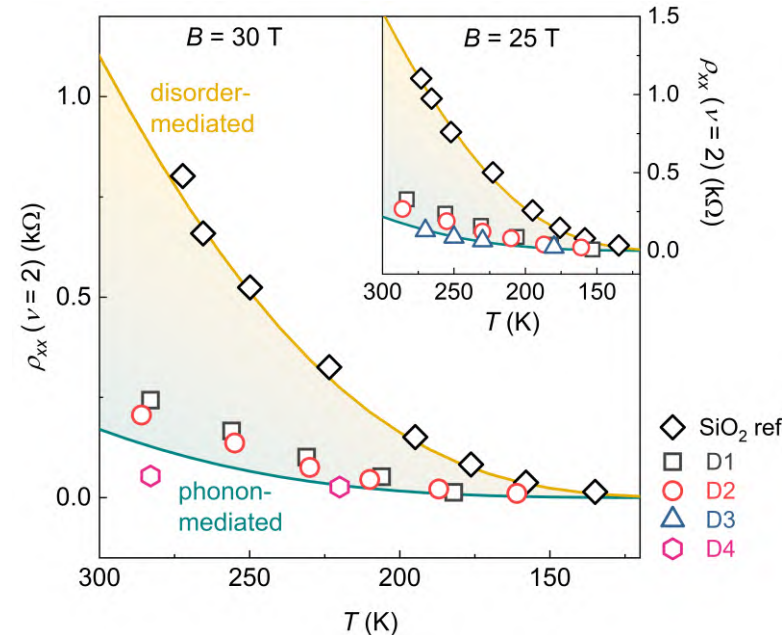 B = 30 T
B = 25 T
disorder-
mediated
phonon-
mediated
1.0
0.5
0.0
ρxx (ν = 2) (kΩ)
300
250
200
150
T (K)
1.5
1.0
0.5
0.0
ρxx (ν = 2) (kΩ)
300
250
200
150
T (K)
SiO2 ref
D1
D2
D3
D4